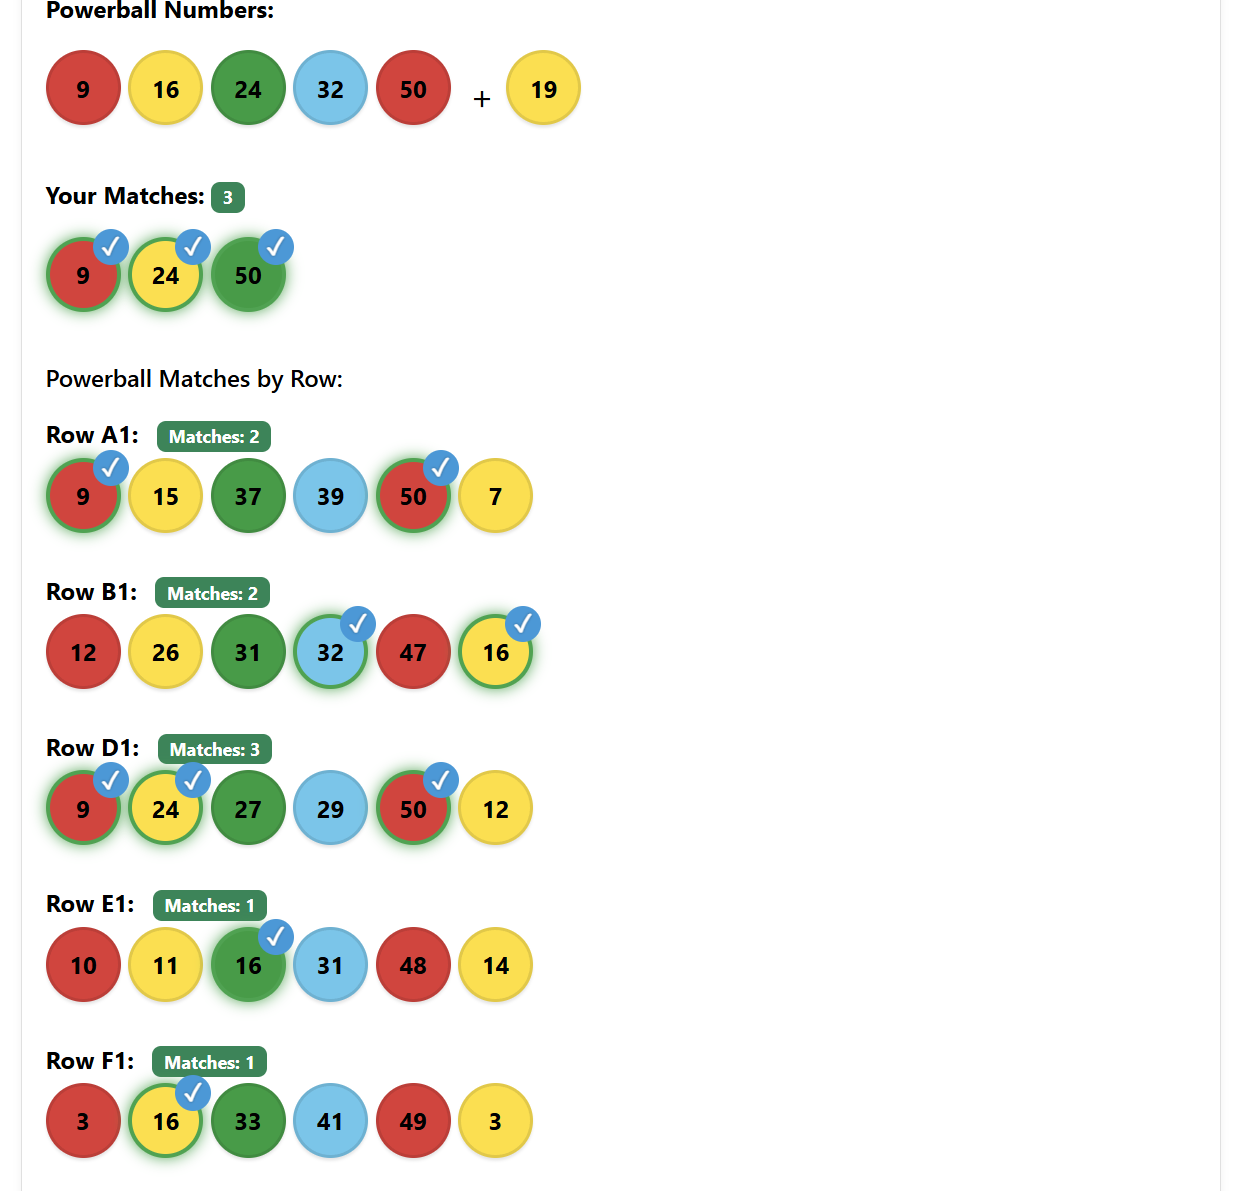 Powerball Numbers:
9 16 24 32 50 + 19
Your Matches: 3
9 24 50
Powerball Matches by Row:
Row A1: Matches: 2
9 15 37 39 50 7
Row B1: Matches: 2
12 26 31 32 47 16
Row D1: Matches: 3
9 24 27 29 50 12
Row E1: Matches: 1
10 11 16 31 48 14
Row F1: Matches: 1
3 16 33 41 49 3